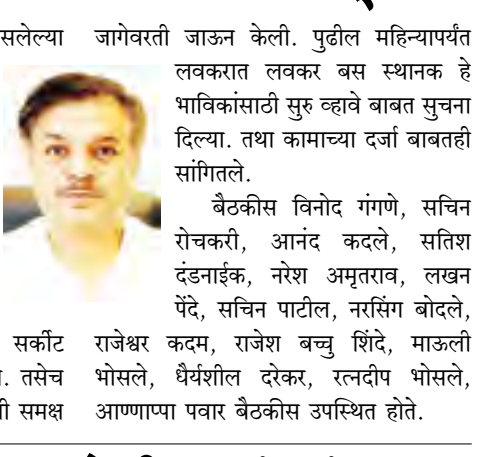 सलेल्या
सर्कीट
तसेच
समक्ष
जागेवरती जाऊन केली. पुढील महिन्यापर्यंत
लवकरात लवकर बस स्थानक हे
भाविकांसाठी सुरु व्हावे बाबत सुचना
दिल्या. तथा कामाच्या दर्जा बाबतही
सांगितले.
बैठकीस विनोद गंगणे, सचिन
रोचकरी, आनंद कदले, सतिश
दंडनाईक, नरेश अमृतराव, लखन
पेंदे, सचिन पाटील, नरसिंग बोदले,
राजेश्वर कदम, राजेश बच्चु शिंदे, माऊली
भोसले, धैर्यशील दरेकर, रत्नदीप भोसले,
आण्णाप्पा पवार बैठकीस उपस्थित होते.